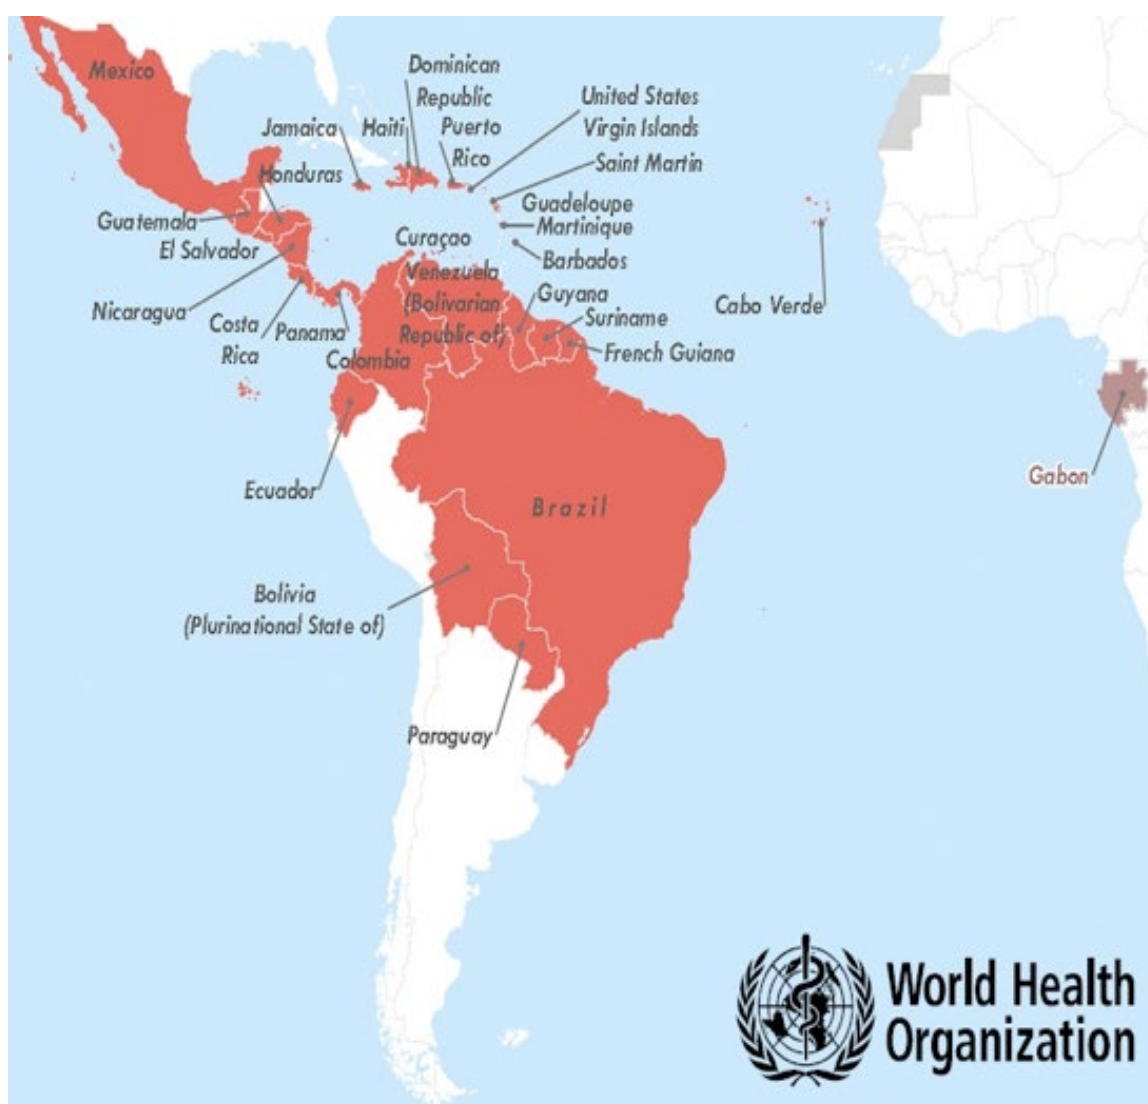 Mexico
Dominican
Republic
United States
Virgin Islands
Jamaica
Haiti
Puerto
Rico
Saint Martin
Honduras
Guadeloupe
Martinique
Guatemala
El Salvador
Curaçao
Barbados
Venezuela
(Bolivarian
Republic of)
Guyana
Suriname
French Guiana
Cabo Verde
Nicaragua
Costa
Rica
Panama
Colombia
Ecuador
Brazil
Gabon
Bolivia
(Plurinational State of)
Paraguay
World Health
Organization